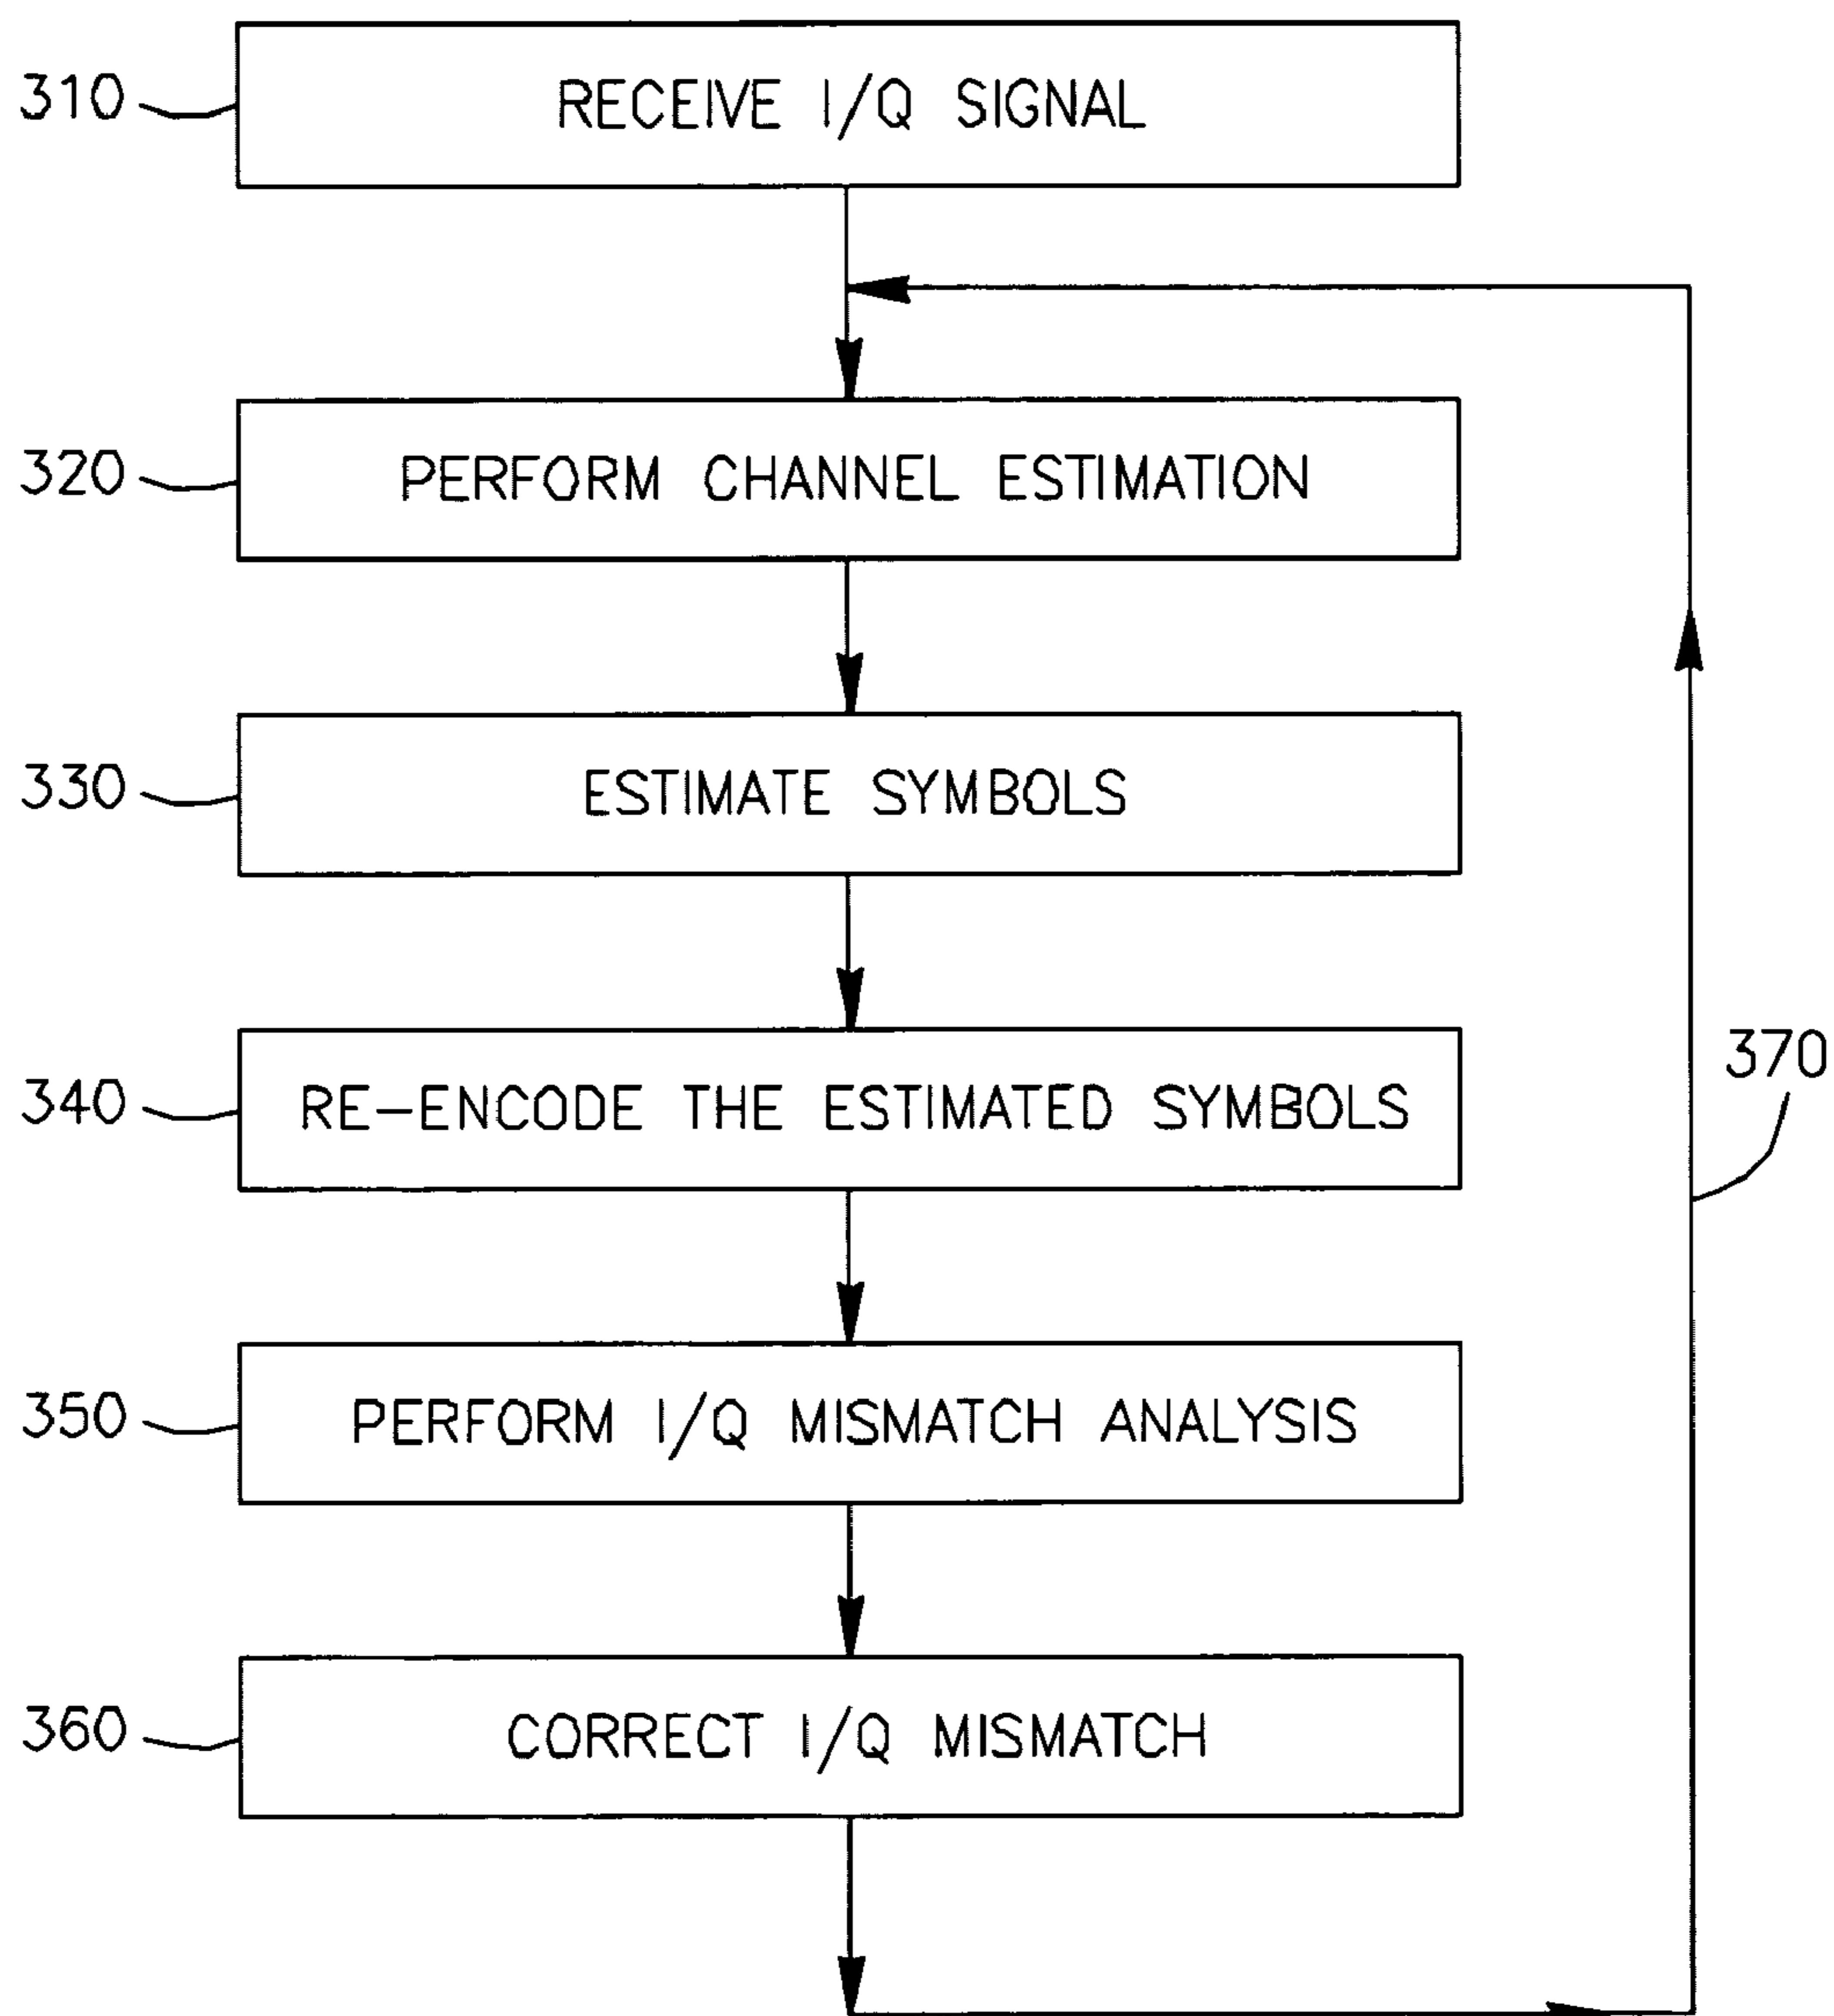 310 RECEIVE I/Q SIGNAL
320 PERFORM CHANNEL ESTIMATION
330 ESTIMATE SYMBOLS
340 RE-ENCODE THE ESTIMATED SYMBOLS
370
350 PERFORM I/Q MISMATCH ANALYSIS
360 CORRECT I/Q MISMATCH